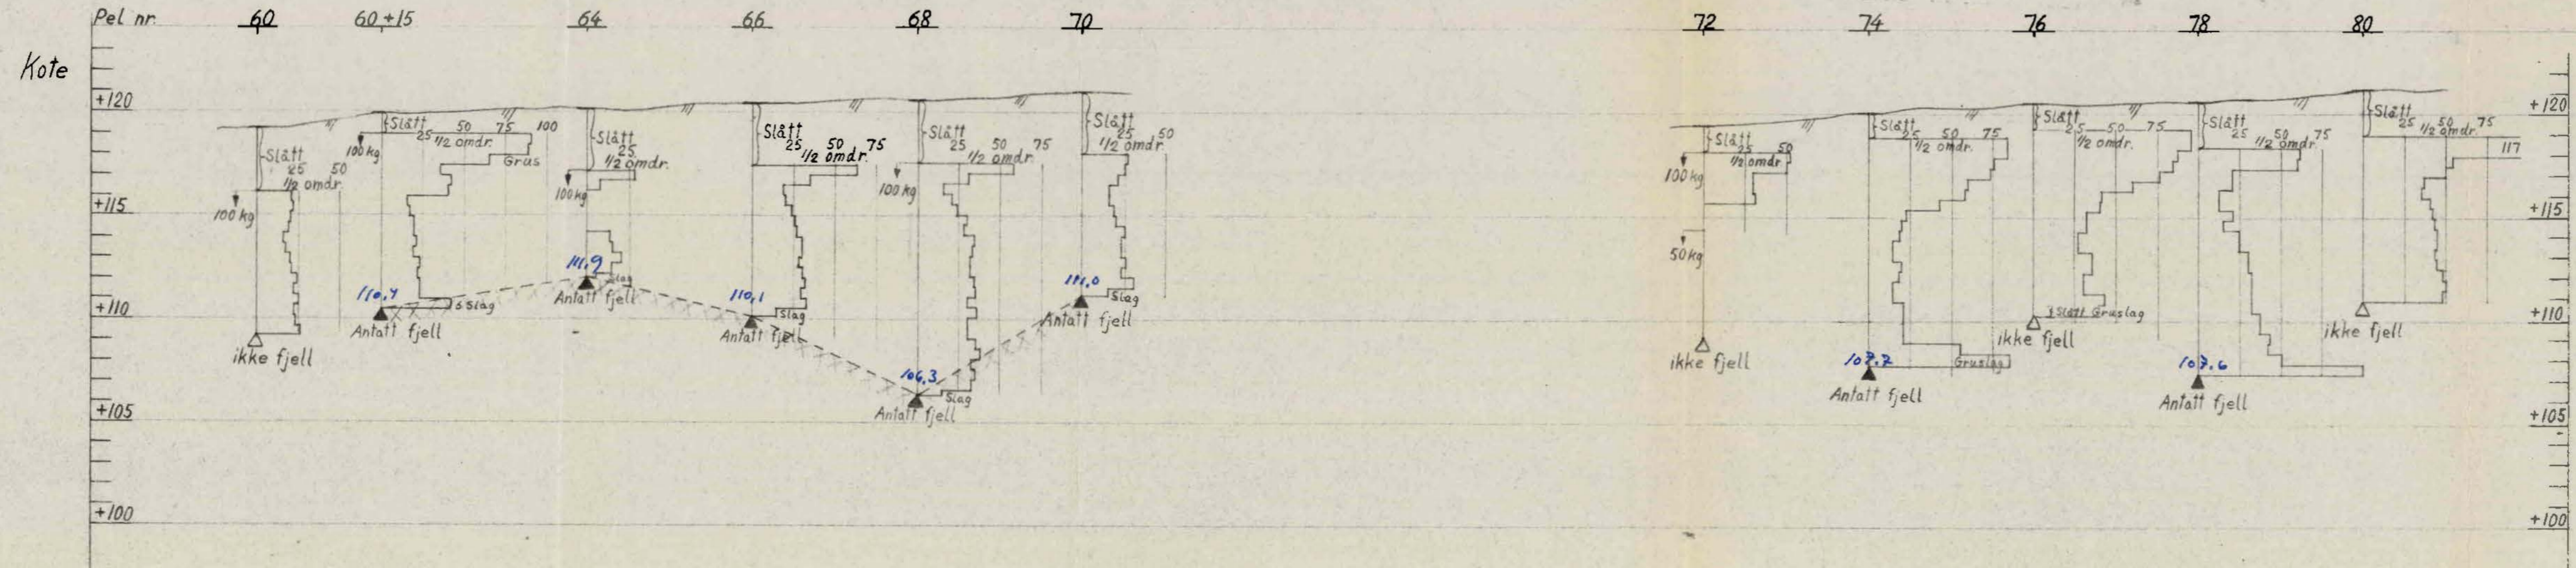 Pel nr. 60 60+15 64 66 68 70 72 74 76 78 80
Kote
+120 +120
Slått 25 1/2 omdr. 50
100 kg
ikke fjell
Slått 25 1/2 omdr. 50 75 100
100 kg
Grus
110,4
Slag
Antatt fjell
Slått
25
1/2 omdr.
100 kg
111,9
Slag
Antatt fjell
Slått
25 1/2 omdr. 50 75
110,1
Slag
Antatt fjell
Slått
25 1/2 omdr. 50 75
100 kg
106,3
Slag
Antatt fjell
Slått
25 1/2 omdr. 50
111,0
Slag
Antatt fjell
Slått
25 1/2 omdr. 50
100 kg
50 kg
ikke fjell
Slått
25 1/2 omdr. 50 75
107,7
Gruslag
Antatt fjell
Slått
25 1/2 omdr. 50 75
Slått Gruslag
ikke fjell
Slått
25 1/2 omdr. 50 75
107,6
Antatt fjell
Slått
25 1/2 omdr. 50 75
117
ikke fjell
+115 +115
+110 +110
+105 +105
+100 +100